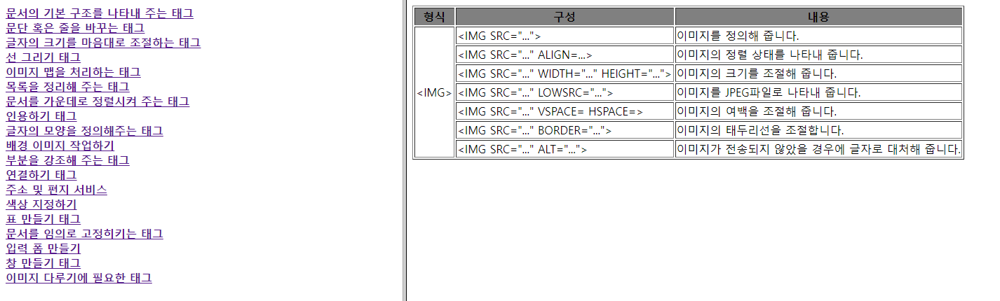 문서의 기본 구조를 나타내 주는 태그
문단 혹은 줄을 바꾸는 태그
글자의 크기를 마음대로 조절하는 태그
선 그리기 태그
이미지 맵을 처리하는 태그
목록을 정리해 주는 태그
문서를 가운데로 정렬시켜 주는 태그
인용하기 태그
글자의 모양을 정의해주는 태그
배경 이미지 작업하기
부분을 강조해 주는 태그
연결하기 태그
주소 및 편지 서비스
색상 지정하기
표 만들기 태그
문서를 임의로 고정히키는 태그
입력 폼 만들기
창 만들기 태그
이미지 다루기에 필요한 태그
형식 구성 내용
<IMG SRC="..."> 이미지를 정의해 줍니다.
<IMG SRC="..." ALIGN=...> 이미지의 정렬 상태를 나타내 줍니다.
<IMG SRC="..." WIDTH="..." HEIGHT="..."> 이미지의 크기를 조절해 줍니다.
<IMG> <IMG SRC="..." LOWSRC="..."> 이미지를 JPEG파일로 나타내 줍니다.
<IMG SRC="..." VSPACE= HSPACE=> 이미지의 여백을 조절해 줍니다.
<IMG SRC="..." BORDER="..."> 이미지의 태두리선을 조절합니다.
<IMG SRC="..." ALT="..."> 이미지가 전송되지 않았을 경우에 글자로 대처해 줍니다.